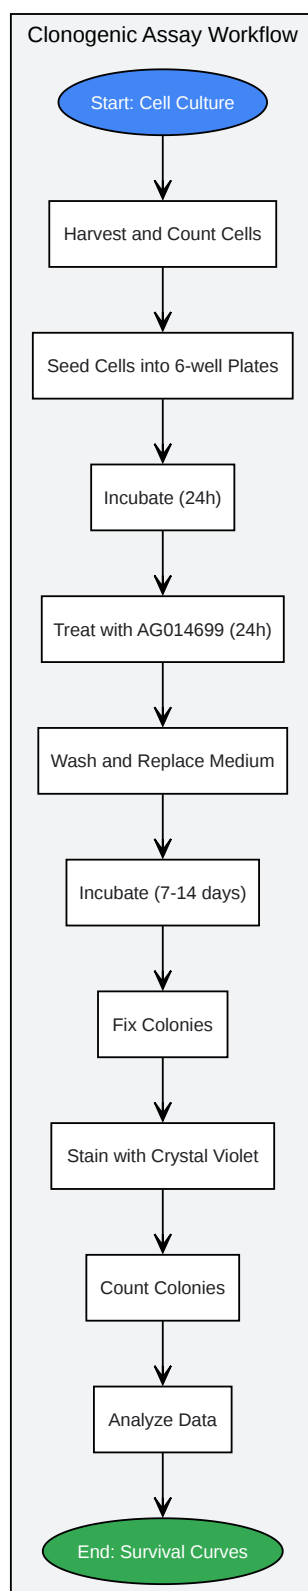 Clonogenic Assay Workflow
Start: Cell Culture
Harvest and Count Cells
Seed Cells into 6-well Plates
Incubate (24h)
Treat with AG014699 (24h)
Wash and Replace Medium
Incubate (7-14 days)
Fix Colonies
Stain with Crystal Violet
Count Colonies
Analyze Data
End: Survival Curves